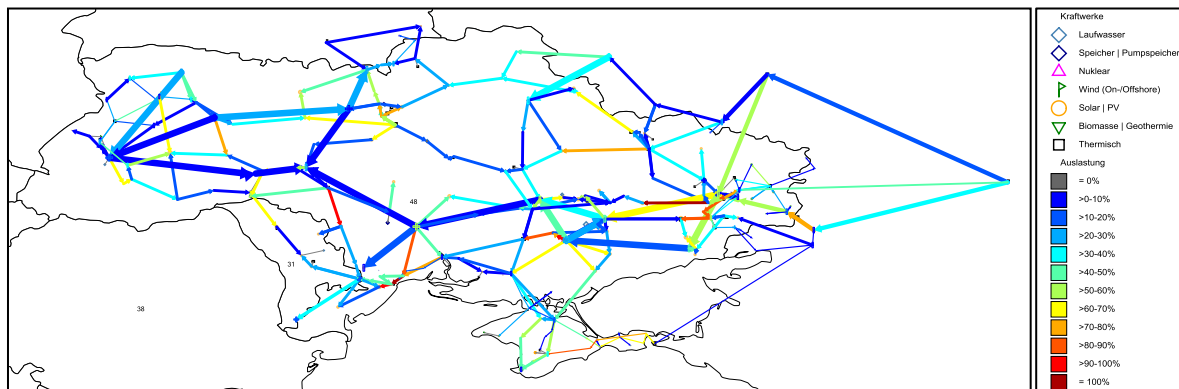 Kraftwerke
Laufwasser
Speicher | Pumpspeicher
Nuklear
Wind (On-/Offshore)
Solar | PV
Biomasse | Geothermie
Thermisch
Auslastung
= 0%
>0-10%
>10-20%
>20-30%
>30-40%
>40-50%
>50-60%
>60-70%
>70-80%
>80-90%
>90-100%
= 100%
48
31
38